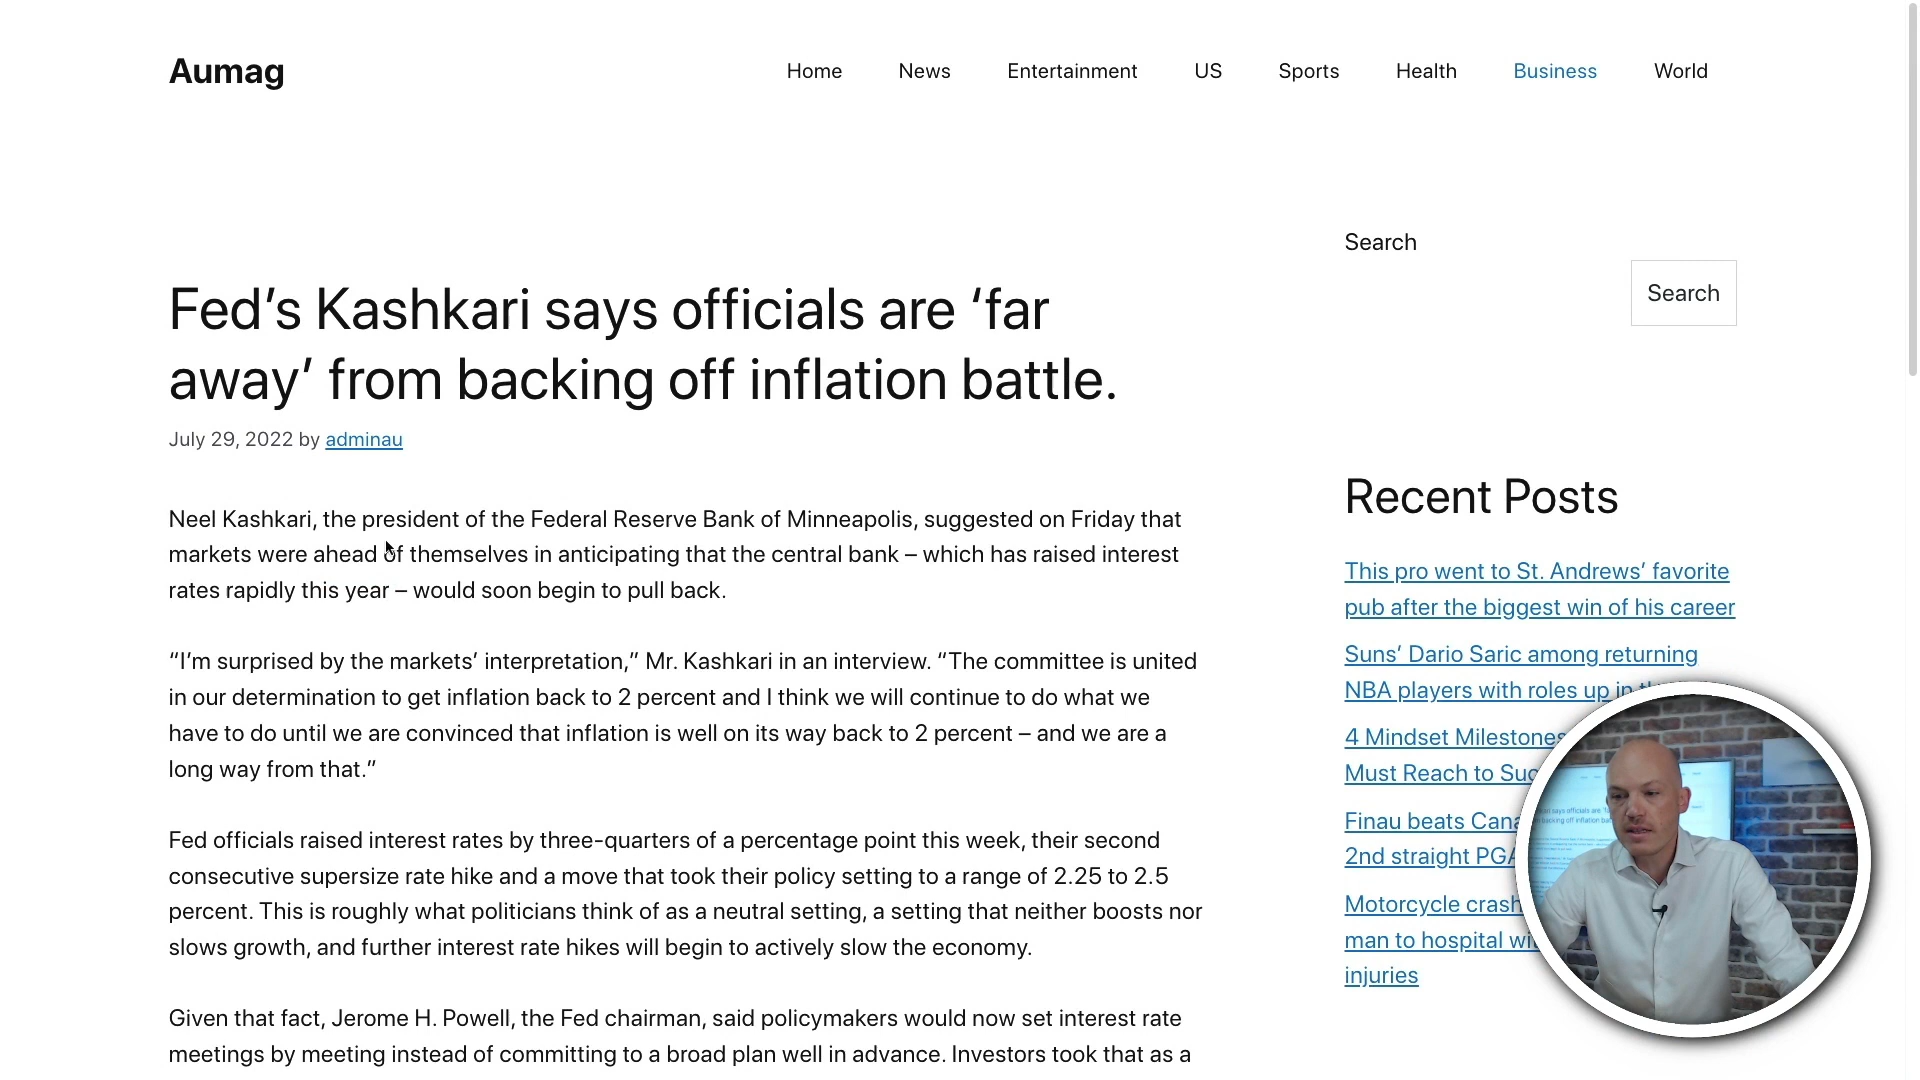 Aumag
Home News Entertainment US Sports Health Business World
Fed’s Kashkari says officials are ‘far
away’ from backing off inflation battle.
July 29, 2022 by adminau
Neel Kashkari, the president of the Federal Reserve Bank of Minneapolis, suggested on Friday that
markets were ahead of themselves in anticipating that the central bank – which has raised interest
rates rapidly this year – would soon begin to pull back.
“I’m surprised by the markets’ interpretation,” Mr. Kashkari in an interview. “The committee is united
in our determination to get inflation back to 2 percent and I think we will continue to do what we
have to do until we are convinced that inflation is well on its way back to 2 percent – and we are a
long way from that.”
Fed officials raised interest rates by three-quarters of a percentage point this week, their second
consecutive supersize rate hike and a move that took their policy setting to a range of 2.25 to 2.5
percent. This is roughly what politicians think of as a neutral setting, a setting that neither boosts nor
slows growth, and further interest rate hikes will begin to actively slow the economy.
Given that fact, Jerome H. Powell, the Fed chairman, said policymakers would now set interest rate
meetings by meeting instead of committing to a broad plan well in advance. Investors took that as a
Search
Search
Recent Posts
This pro went to St. Andrews’ favorite
pub after the biggest win of his career
Suns’ Dario Saric among returning
NBA players with roles up in
4 Mindset Milestones
Must Reach to
Finau beats
2nd straight
Motorcycle crash
man to hospital
injuries